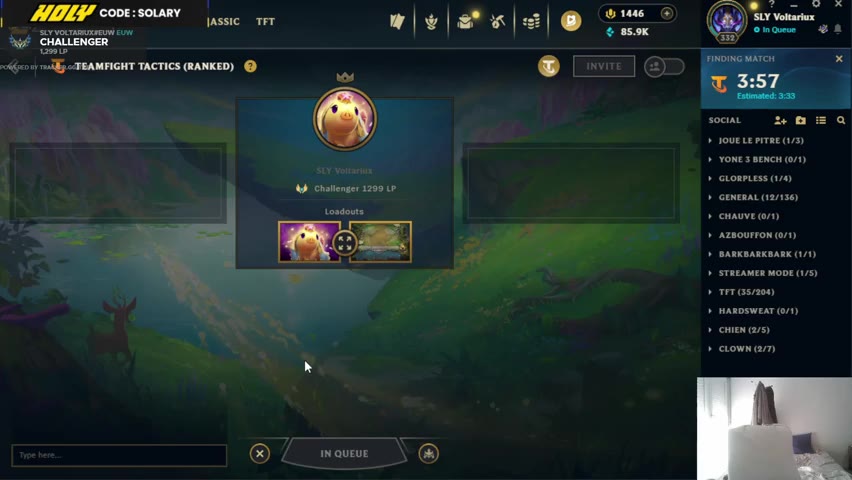 HOLY CODE : SOLARY
ASSIC TFT
1446
85.9K
SLY VOLTARIUX#EUW EUW
CHALLENGER
1,299 LP
TEAMFIGHT TACTICS (RANKED) ?
INVITE
SLY Voltariux
Challenger 1299 LP
Loadouts
Type here...
IN QUEUE
332
SLY Voltariux
In Queue
FINDING MATCH
3:57
Estimated: 3:33
SOCIAL
JOUE LE PITRE (1/3)
YONE 3 BENCH (0/1)
GLORPLESS (1/4)
GENERAL (12/136)
CHAUVE (0/1)
AZBOUFFON (0/1)
BARKBARKBARK (1/1)
STREAMER MODE (1/5)
TFT (35/204)
HARDSWEAT (0/1)
CHIEN (2/5)
CLOWN (2/7)